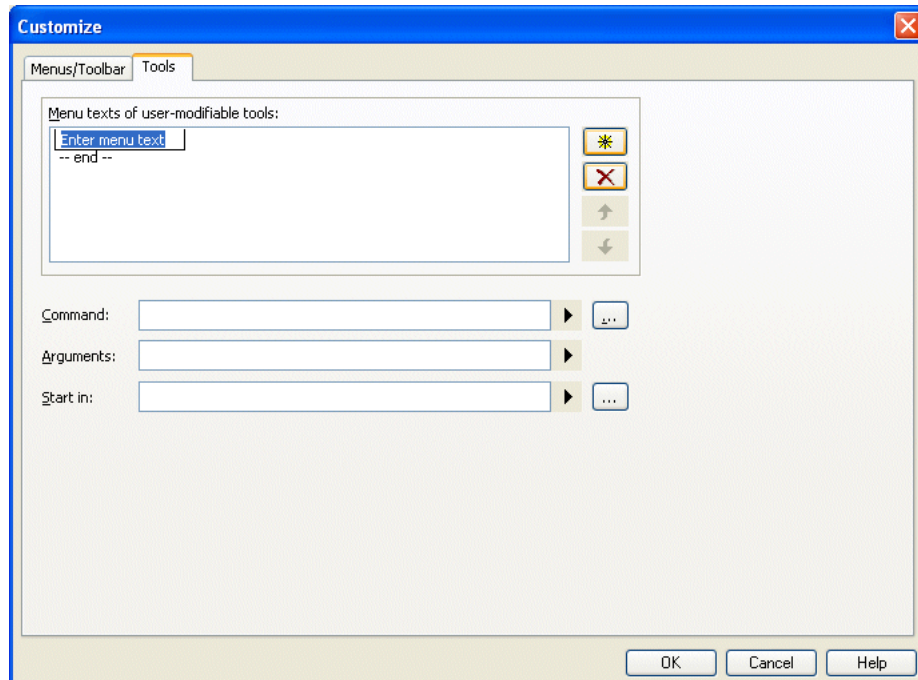 Customize
Menus/Toolbar Tools
Menu texts of user-modifiable tools:
Enter menu text
-- end --
Command:
...
Arguments:
Start in:
...
OK Cancel Help